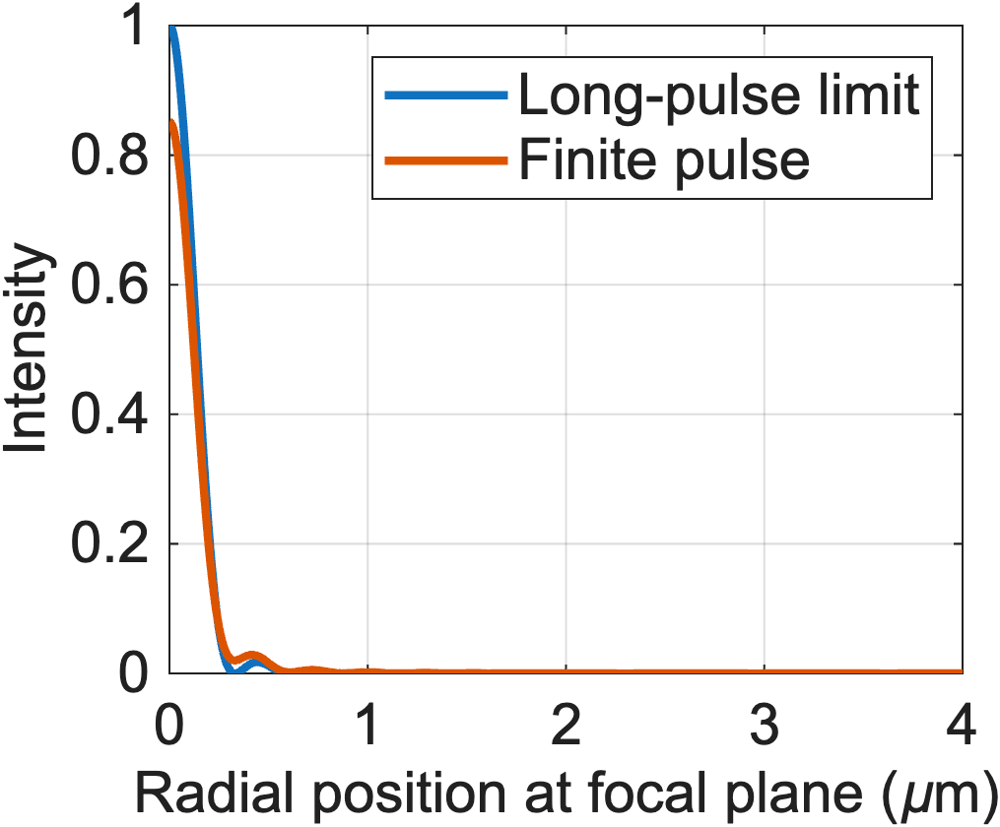 1
0.8
0.6
0.4
0.2
0
0 1 2 3 4
Intensity
Radial position at focal plane (µm)
Long-pulse limit
Finite pulse